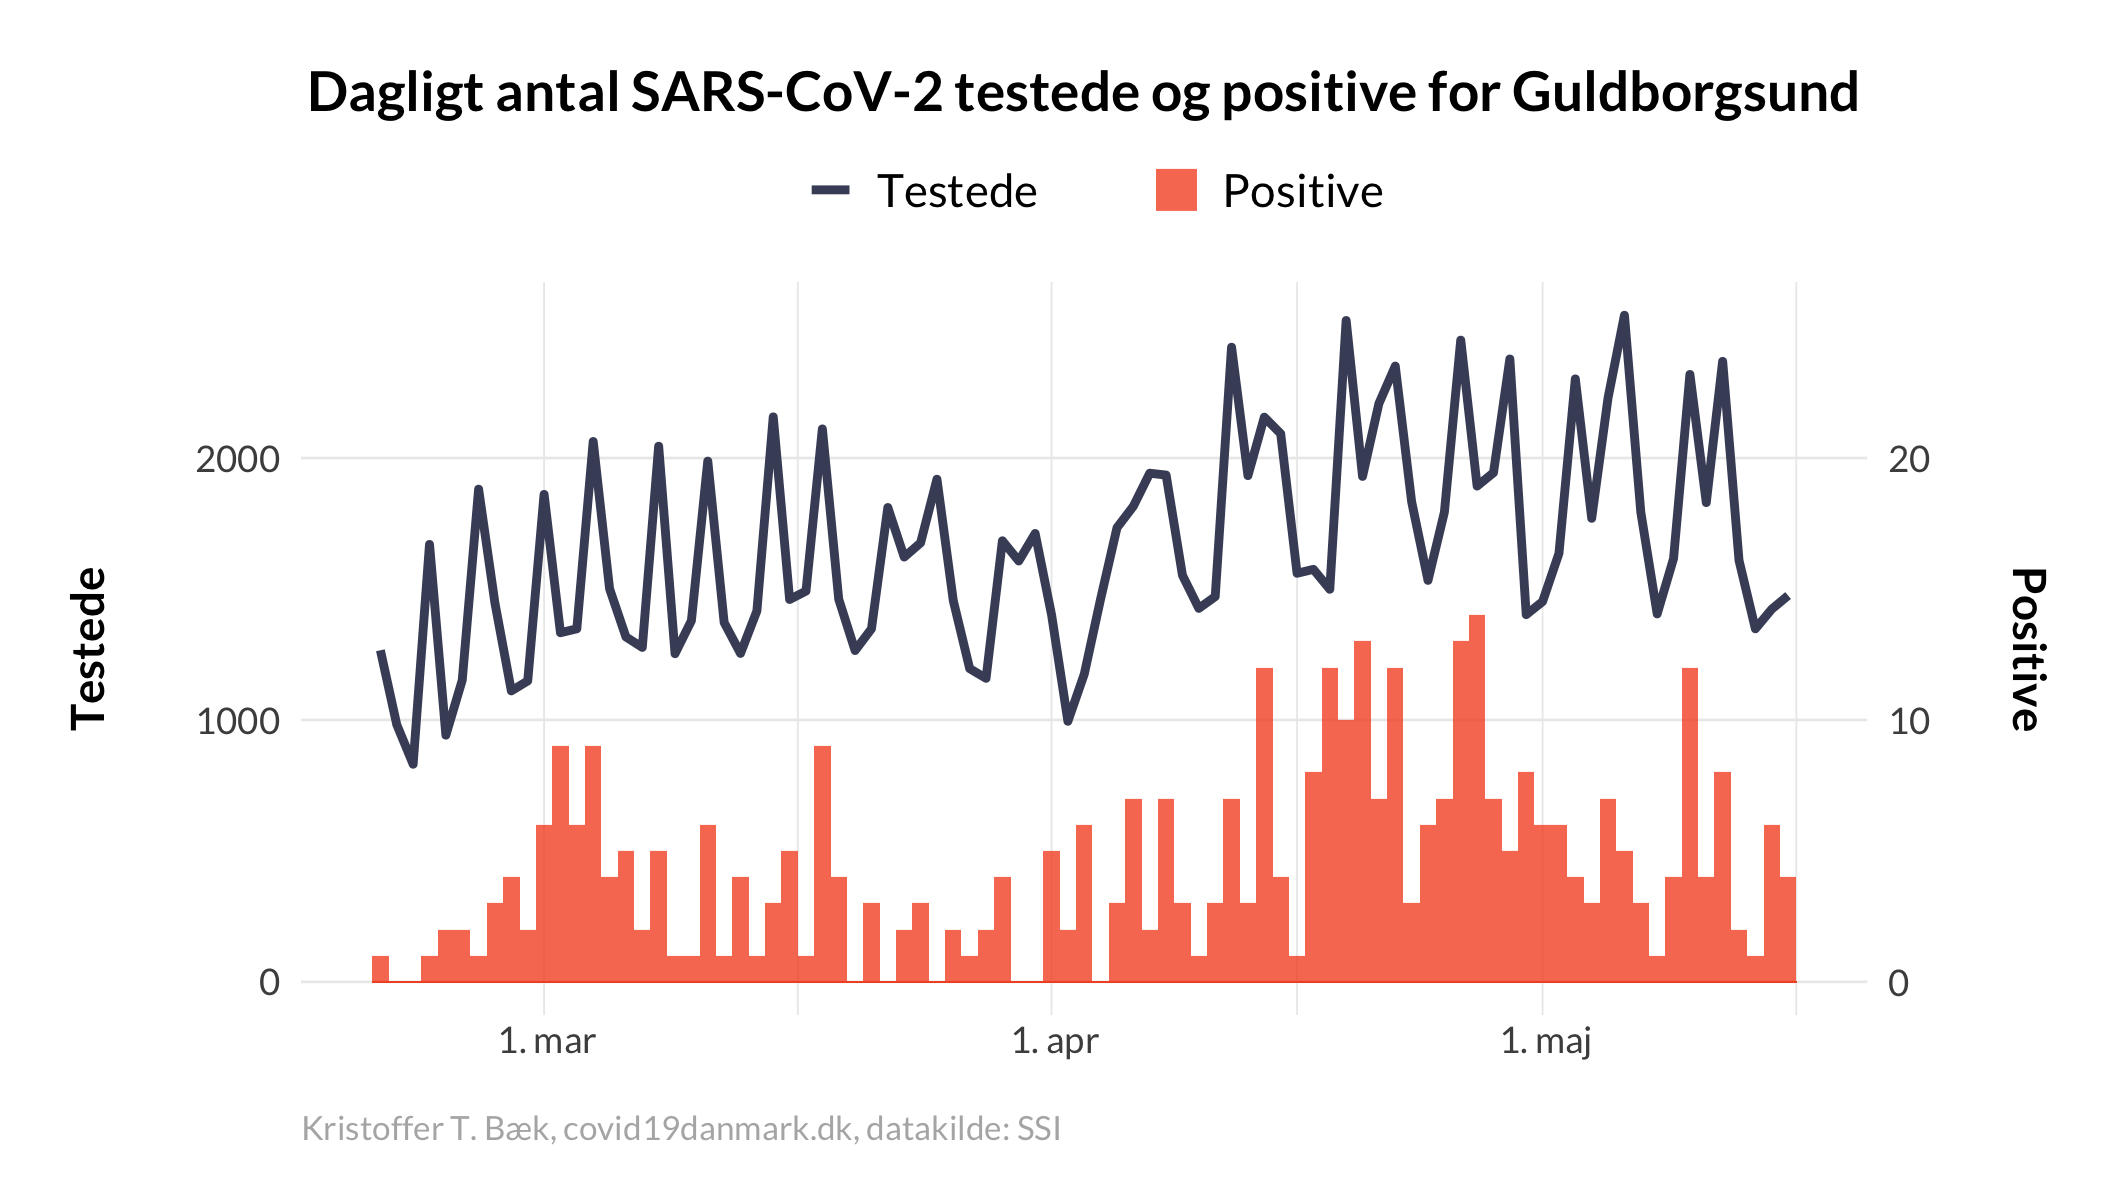 Dagligt antal SARS-CoV-2 testede og positive for Guldborgsund
Testede
Positive
Testede
2000
1000
0
20
10
0
Positive
1. mar
1. apr
1. maj
Kristoffer T. Bæk, covid19danmark.dk, datakilde: SSI